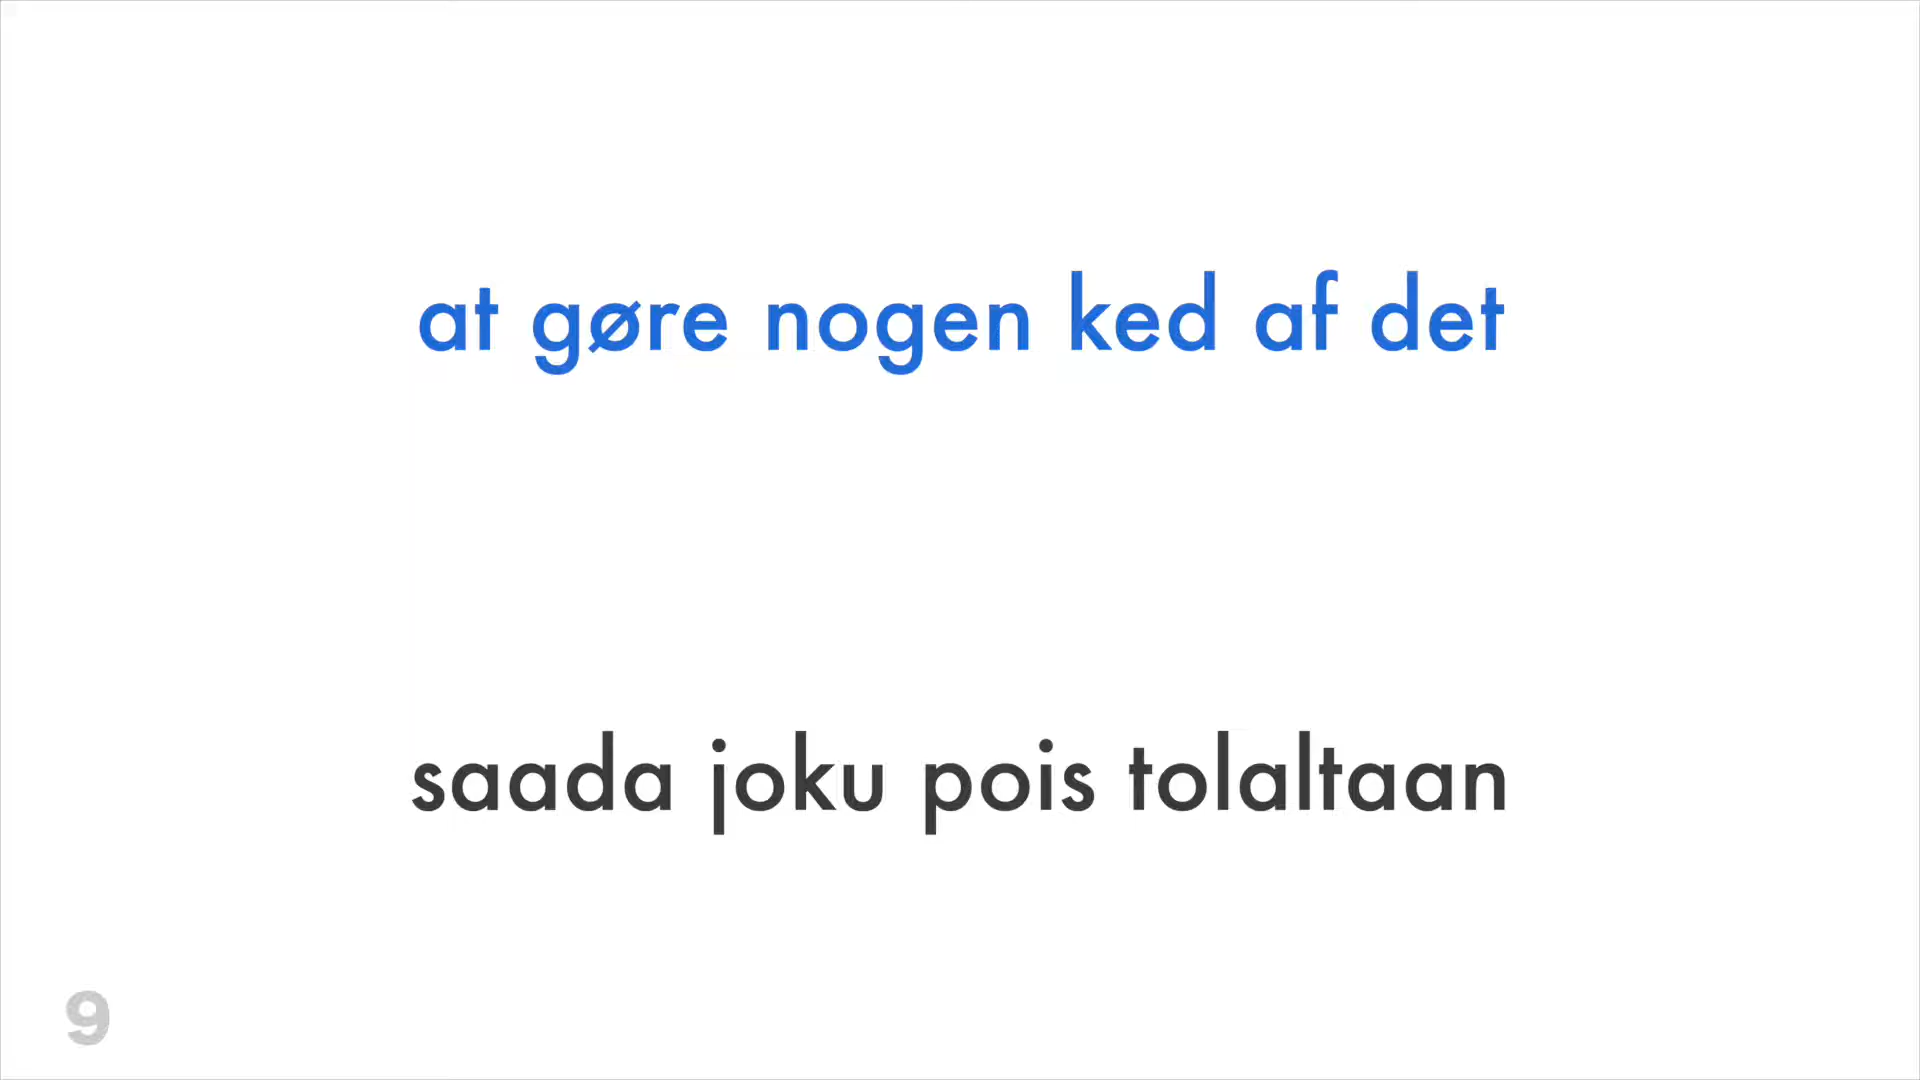 at gøre nogen ked af det
saada joku pois tolaltaan
9